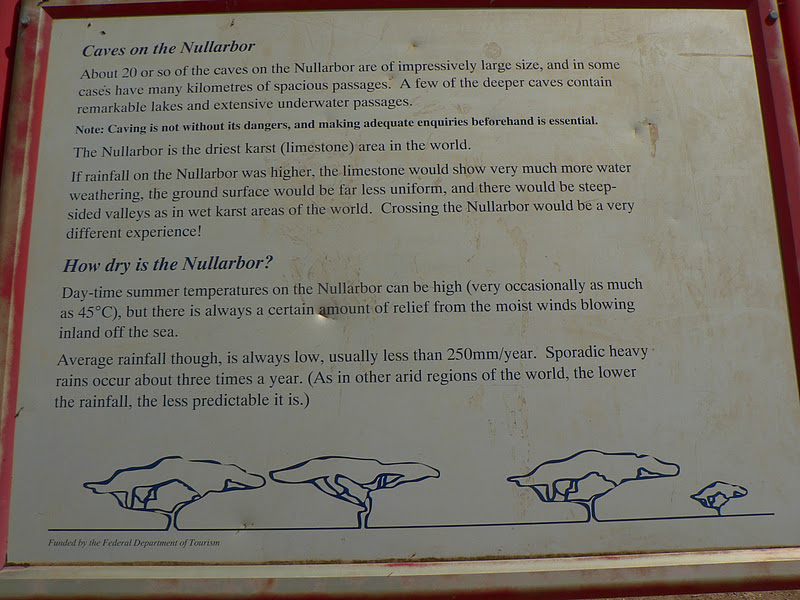 Caves on the Nullarbor
About 20 or so of the caves on the Nullarbor are of impressively large size, and in some
cases have many kilometres of spacious passages. A few of the deeper caves contain
remarkable lakes and extensive underwater passages.
Note: Caving is not without its dangers, and making adequate enquiries beforehand is essential.
The Nullarbor is the driest karst (limestone) area in the world.
If rainfall on the Nullarbor was higher, the limestone would show very much more water
weathering, the ground surface would be far less uniform, and there would be steep-
sided valleys as in wet karst areas of the world. Crossing the Nullarbor would be a very
different experience!
How dry is the Nullarbor?
Day-time summer temperatures on the Nullarbor can be high (very occasionally as much
as 45°C), but there is always a certain amount of relief from the moist winds blowing
inland off the sea.
Average rainfall though, is always low, usually less than 250mm/year. Sporadic heavy
rains occur about three times a year. (As in other arid regions of the world, the lower
the rainfall, the less predictable it is.)
Funded by the Federal Department of Tourism